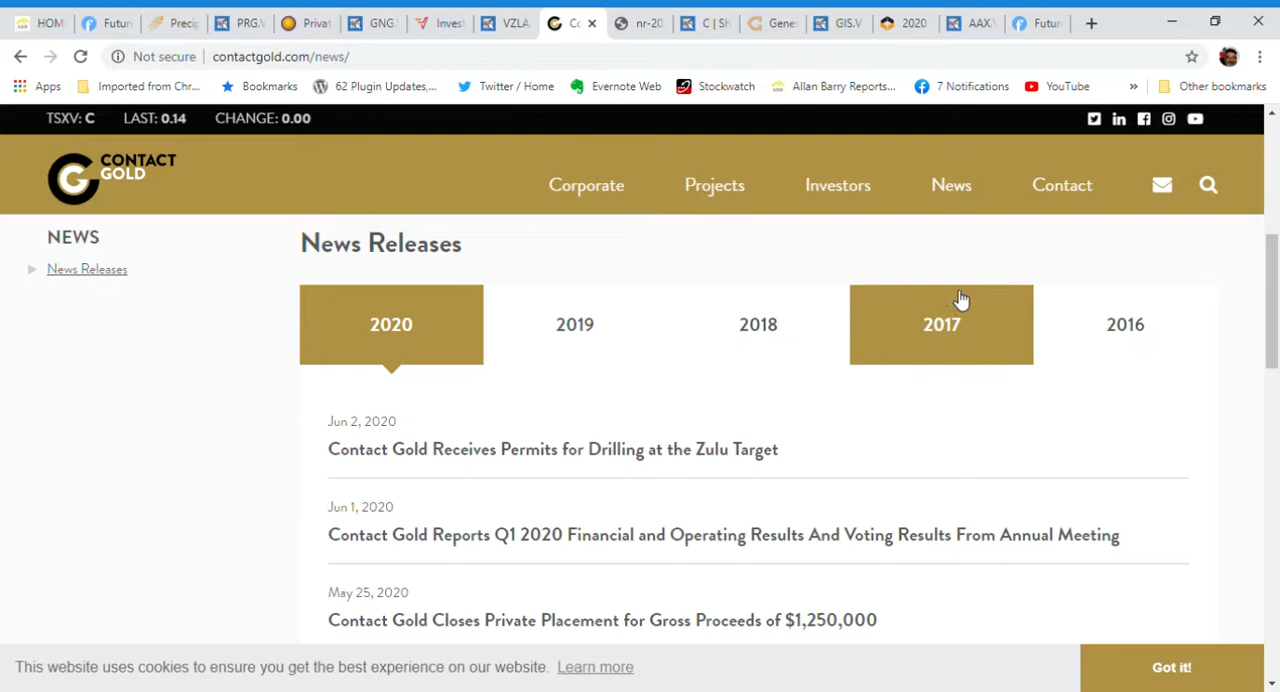 HOM
Futur
Precip
PRG.V
Privat
GNG.
Invest
VZLA
Co
nr-20
C | Sh
Gene
GIS.V
2020
AAX.
Futur
Not secure
contactgold.com/news/
Apps
Imported from Chr...
Bookmarks
62 Plugin Updates,...
Twitter / Home
Evernote Web
Stockwatch
Allan Barry Reports...
7 Notifications
YouTube
»
Other bookmarks
TSXV: C LAST: 0.14 CHANGE: 0.00
CONTACT
GOLD
Corporate
Projects
Investors
News
Contact
NEWS
News Releases
News Releases
2020
2019
2018
2017
2016
Jun 2, 2020
Contact Gold Receives Permits for Drilling at the Zulu Target
Jun 1, 2020
Contact Gold Reports Q1 2020 Financial and Operating Results And Voting Results From Annual Meeting
May 25, 2020
Contact Gold Closes Private Placement for Gross Proceeds of $1,250,000
This website uses cookies to ensure you get the best experience on our website. Learn more
Got it!